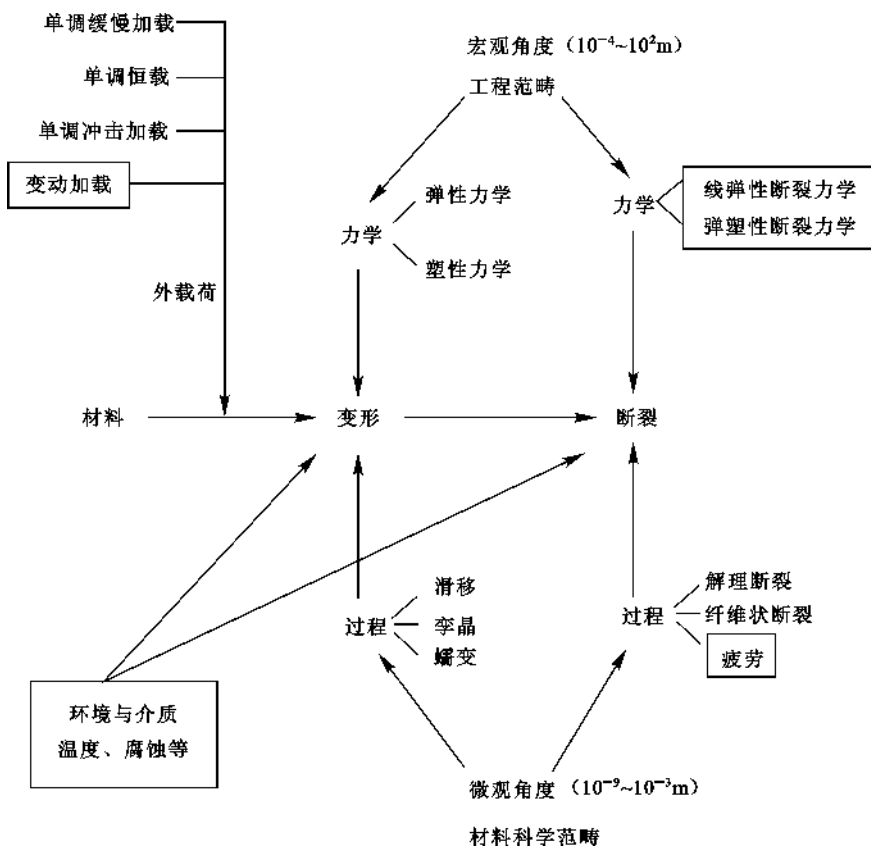 单调缓慢加载
单调恒载
单调冲击加载
变动加载
外载荷
宏观角度（10⁻⁴~10²m）
工程范畴
力学
弹性力学
塑性力学
力学
线弹性断裂力学
弹塑性断裂力学
材料
变形
断裂
过程
滑移
孪晶
蠕变
过程
解理断裂
纤维状断裂
疲劳
环境与介质
温度、腐蚀等
微观角度（10⁻⁹~10⁻³m）
材料科学范畴